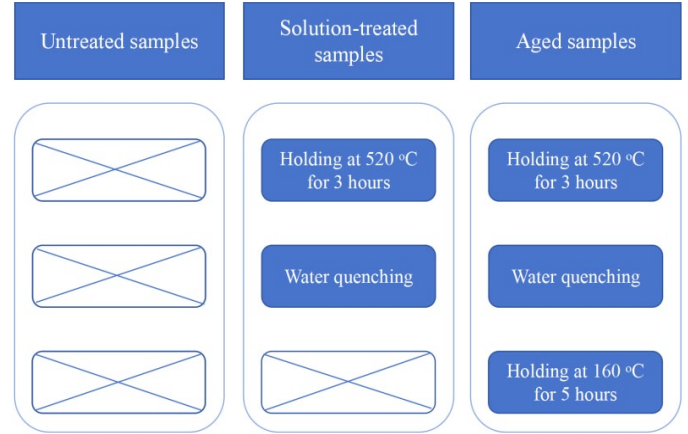 Untreated samples
Solution-treated
samples
Aged samples
Holding at 520 °C
for 3 hours
Holding at 520 °C
for 3 hours
Water quenching
Water quenching
Holding at 160 °C
for 5 hours